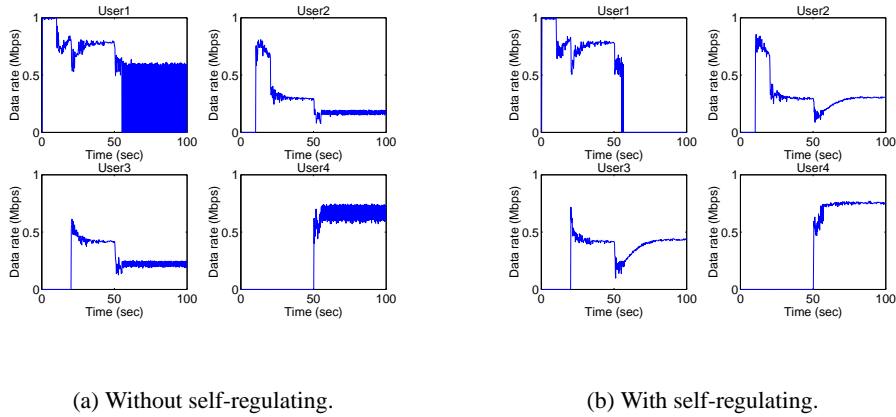 User1
User2
User1
User2
1
0.5
0
Data rate (Mbps)
0
50
100
Time (sec)
1
0.5
0
Data rate (Mbps)
0
50
100
Time (sec)
1
0.5
0
Data rate (Mbps)
0
50
100
Time (sec)
1
0.5
0
Data rate (Mbps)
0
50
100
Time (sec)
User3
User4
User3
User4
1
0.5
0
Data rate (Mbps)
0
50
100
Time (sec)
1
0.5
0
Data rate (Mbps)
0
50
100
Time (sec)
1
0.5
0
Data rate (Mbps)
0
50
100
Time (sec)
1
0.5
0
Data rate (Mbps)
0
50
100
Time (sec)
(a) Without self-regulating.
(b) With self-regulating.